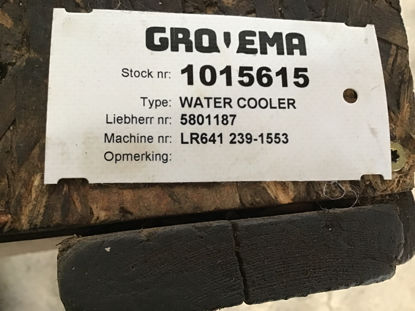 GROVEMA
Stock nr: 1015615
Type: WATER COOLER
Liebherr nr: 5801187
Machine nr: LR641 239-1553
Opmerking: